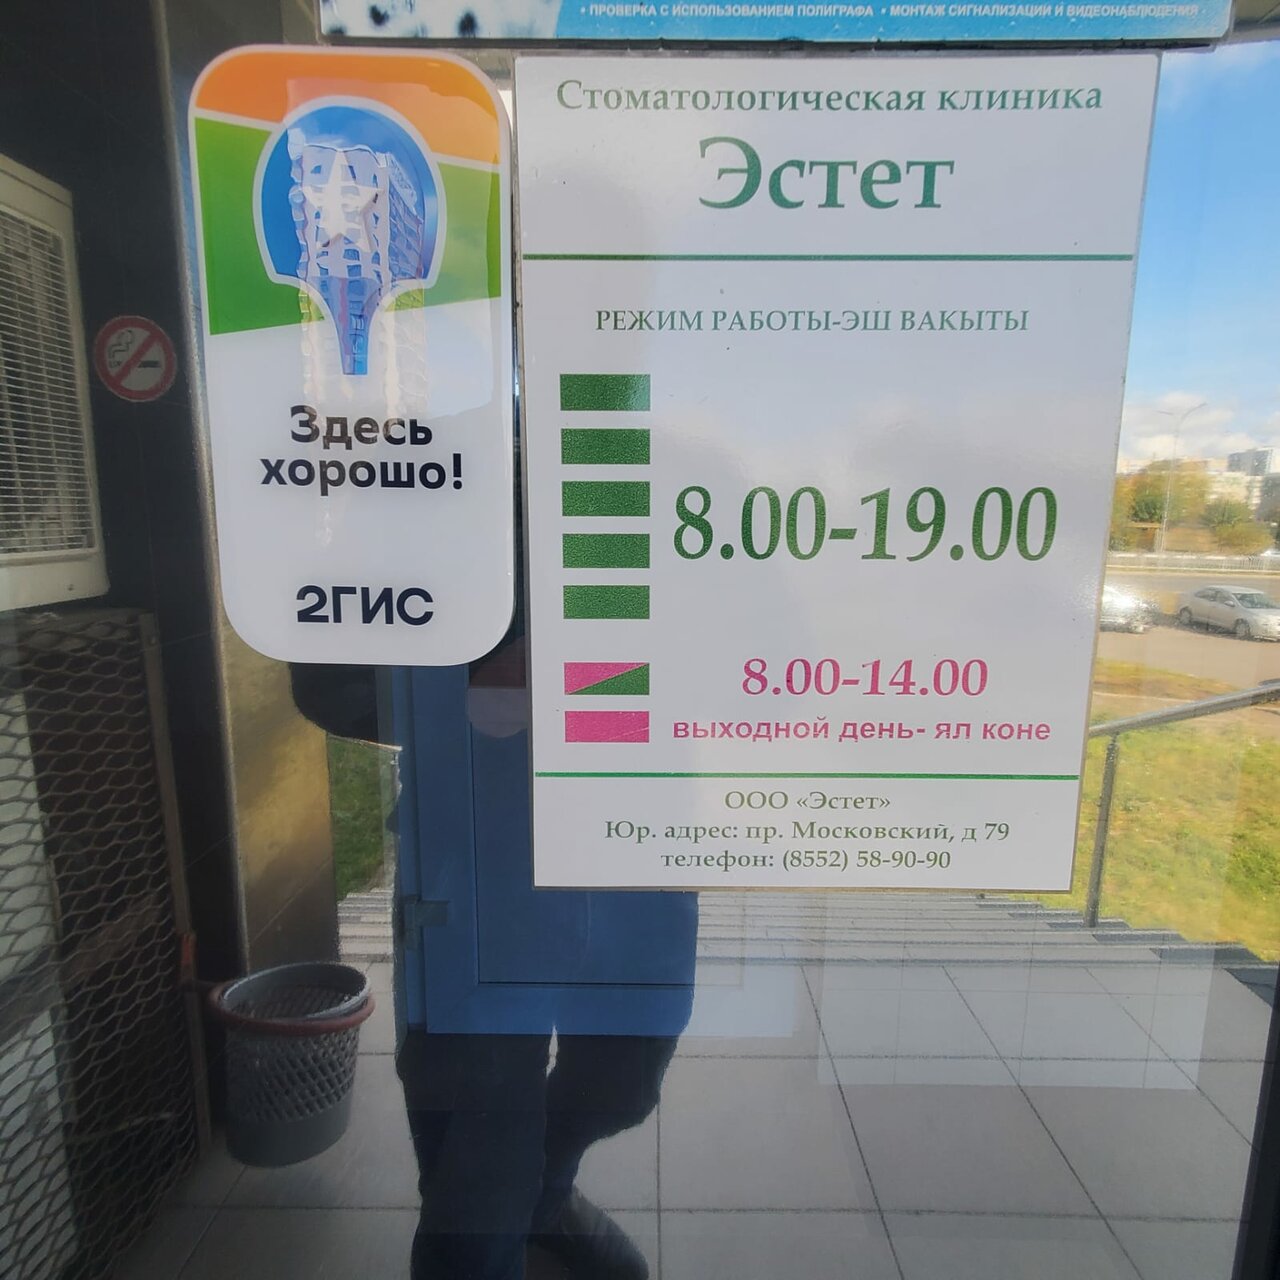 • ПРОВЕРКА С ИСПОЛЬЗОВАНИЕМ ПОЛИГРАФА • МОНТАЖ СИГНАЛИЗАЦИИ И ВИДЕОНАБЛЮДЕНИЯ
Стоматологическая клиника
Эстет
РЕЖИМ РАБОТЫ-ЭШ ВАКЫТЫ
8.00-19.00
8.00-14.00
выходной день- ял коне
ООО «Эстет»
Юр. адрес: пр. Московский, д 79
телефон: (8552) 58-90-90
Здесь
хорошо!
2ГИС